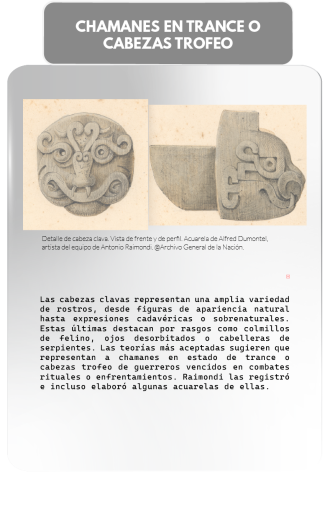 CHAMANES EN TRANCE O
CABEZAS TROFEO
Detalle de cabeza clava. Vista de frente y de perfil. Acuarela de Alfred Dumontel,
artista del equipo de Antonio Raimondi. @Archivo General de la Nación.
Las cabezas clavas representan una amplia variedad
de rostros, desde figuras de apariencia natural
hasta expresiones cadavéricas o sobrenaturales.
Estas últimas destacan por rasgos como colmillos
de felino, ojos desorbitados o cabelleras de
serpientes. Las teorías más aceptadas sugieren que
representan a chamanes en estado de trance o
cabezas trofeo de guerreros vencidos en combates
rituales o enfrentamientos. Raimondi las registró
e incluso elaboró algunas acuarelas de ellas.